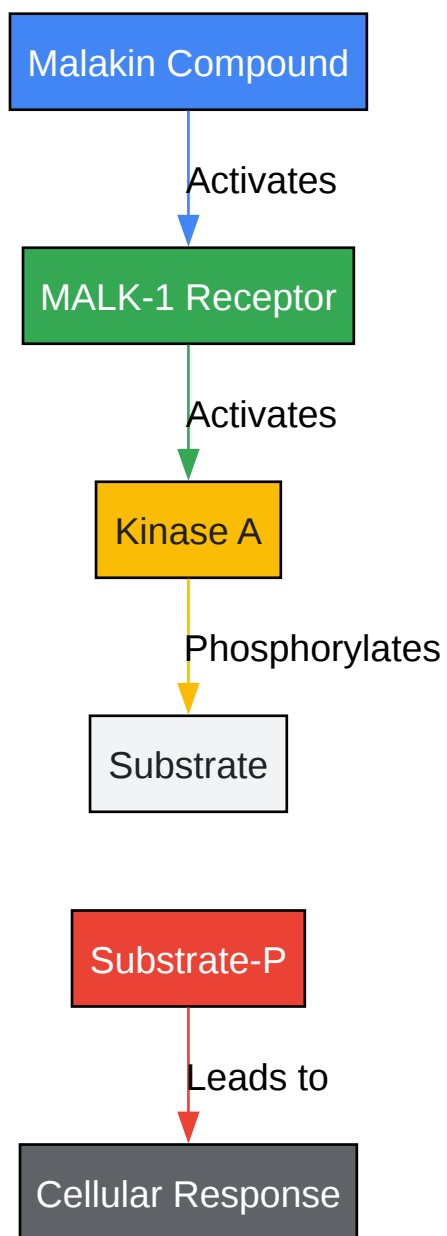 Malakin Compound
Activates
MALK-1 Receptor
Activates
Kinase A
Phosphorylates
Substrate
Substrate-P
Leads to
Cellular Response